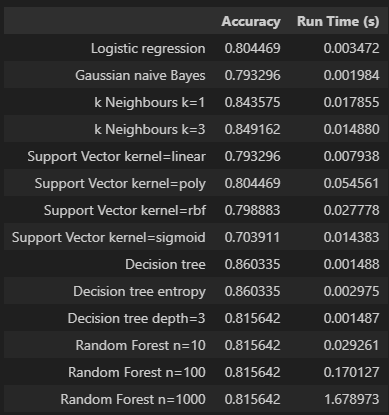 Accuracy Run Time (s)
Logistic regression 0.804469 0.003472
Gaussian naive Bayes 0.793296 0.001984
k Neighbours k=1 0.843575 0.017855
k Neighbours k=3 0.849162 0.014880
Support Vector kernel=linear 0.793296 0.007938
Support Vector kernel=poly 0.804469 0.054561
Support Vector kernel=rbf 0.798883 0.027778
Support Vector kernel=sigmoid 0.703911 0.014383
Decision tree 0.860335 0.001488
Decision tree entropy 0.860335 0.002975
Decision tree depth=3 0.815642 0.001487
Random Forest n=10 0.815642 0.029261
Random Forest n=100 0.815642 0.170127
Random Forest n=1000 0.815642 1.678973